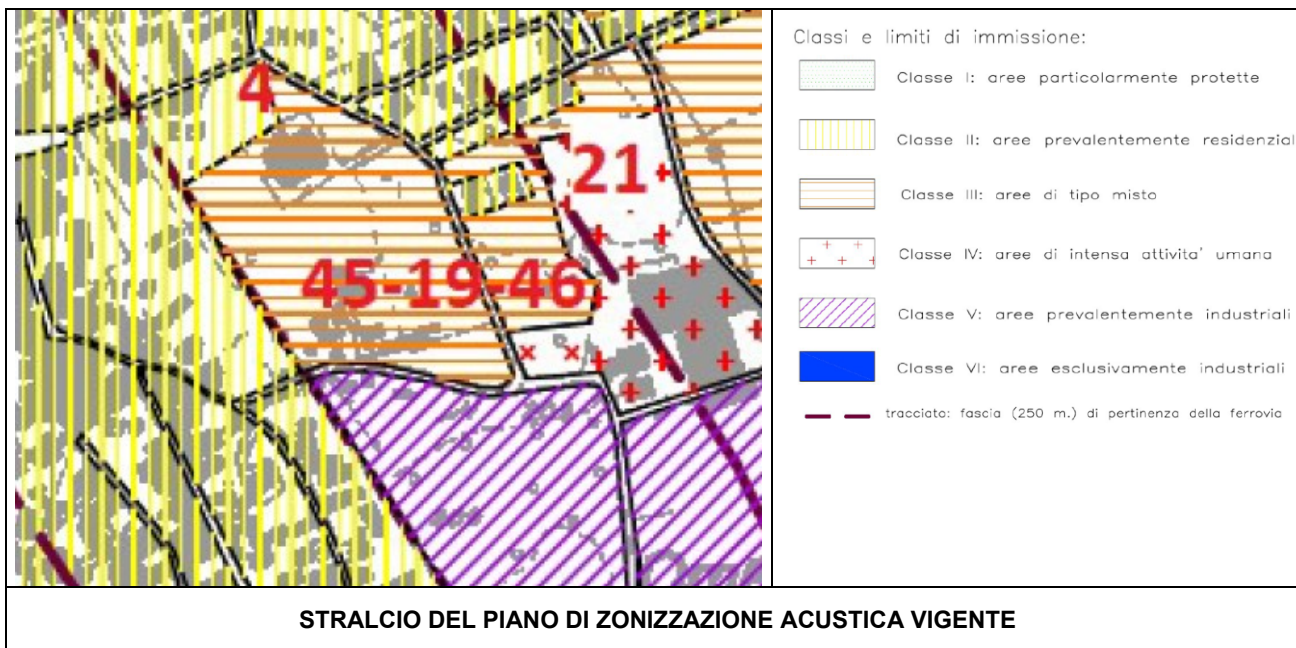 4
21
45-19-46
Classi e limiti di immissione:
Classe I: aree particolarmente protette
Classe II: aree prevalentemente residenzial
Classe III: aree di tipo misto
Classe IV: aree di intensa attivita' umana
Classe V: aree prevalentemente industriali
Classe VI: aree esclusivamente industriali
tracciato: fascia (250 m.) di pertinenza della ferrovia
STRALCIO DEL PIANO DI ZONIZZAZIONE ACUSTICA VIGENTE